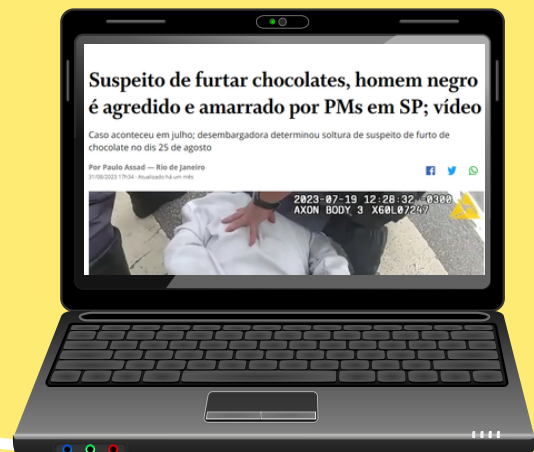 Suspeito de furtar chocolates, homem negro
é agredido e amarrado por PMs em SP; vídeo
Caso aconteceu em julho; desembargadora determinou soltura de suspeito de furto de
chocolate no dis 25 de agosto
Por Paulo Assad — Rio de Janeiro
31/08/2023 17h34 · Atualizado há um mês
2023-07-19 12:28:32 -0300
AXON BODY 3 X60L07247